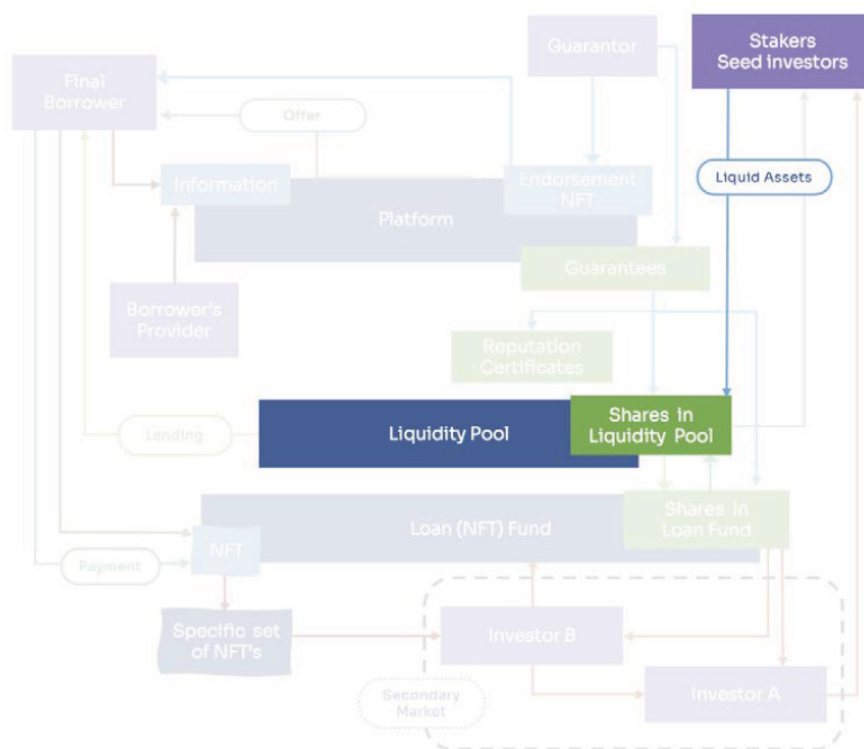 Guarantor
Stakers
Seed investors
Final
Borrower
Offer
Liquid Assets
Information
Endorsement
NFT
Platform
Guarantees
Borrower's
Provider
Reputation
Certificates
Shares in
Liquidity Pool
Liquidity Pool
Lending
Shares in
Loan Fund
Loan (NFT) Fund
NFT
Payment
Specific set
of NFT's
Investor B
Investor A
Secondary
Market